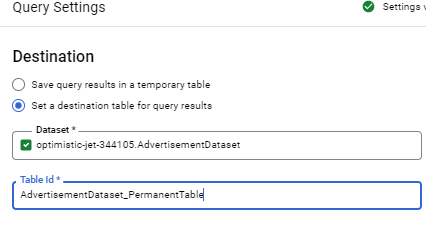 Query Settings
Settings
Destination
Save query results in a temporary table
Set a destination table for query results
Dataset *
optimistic-jet-344105.AdvertisementDataset
Table Id *
AdvertisementDataset_PermanentTable